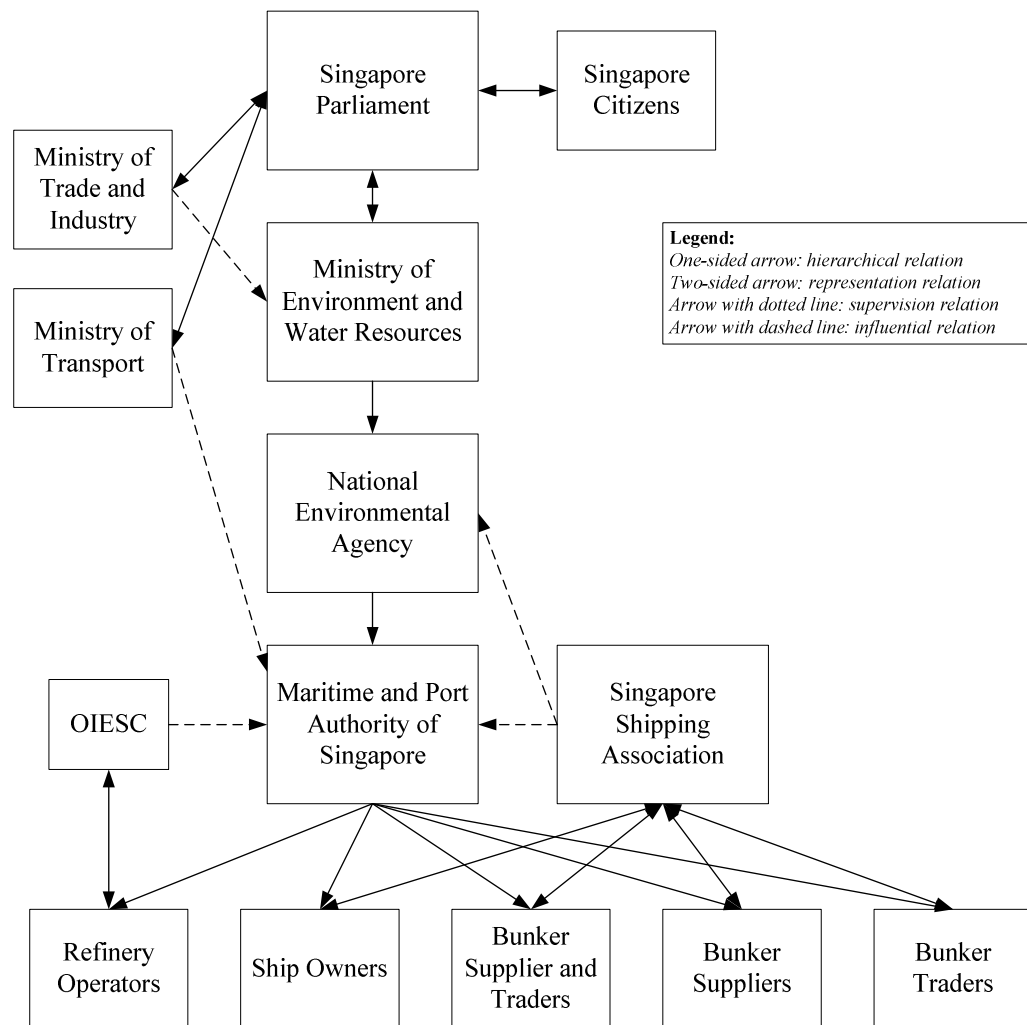 Singapore
Parliament
Singapore
Citizens
Ministry of
Trade and
Industry
Legend:
One-sided arrow: hierarchical relation
Two-sided arrow: representation relation
Arrow with dotted line: supervision relation
Arrow with dashed line: influential relation
Ministry of
Environment and
Water Resources
Ministry of
Transport
National
Environmental
Agency
OIESC
Maritime and Port
Authority of
Singapore
Singapore
Shipping
Association
Refinery
Operators
Ship Owners
Bunker
Supplier and
Traders
Bunker
Suppliers
Bunker
Traders